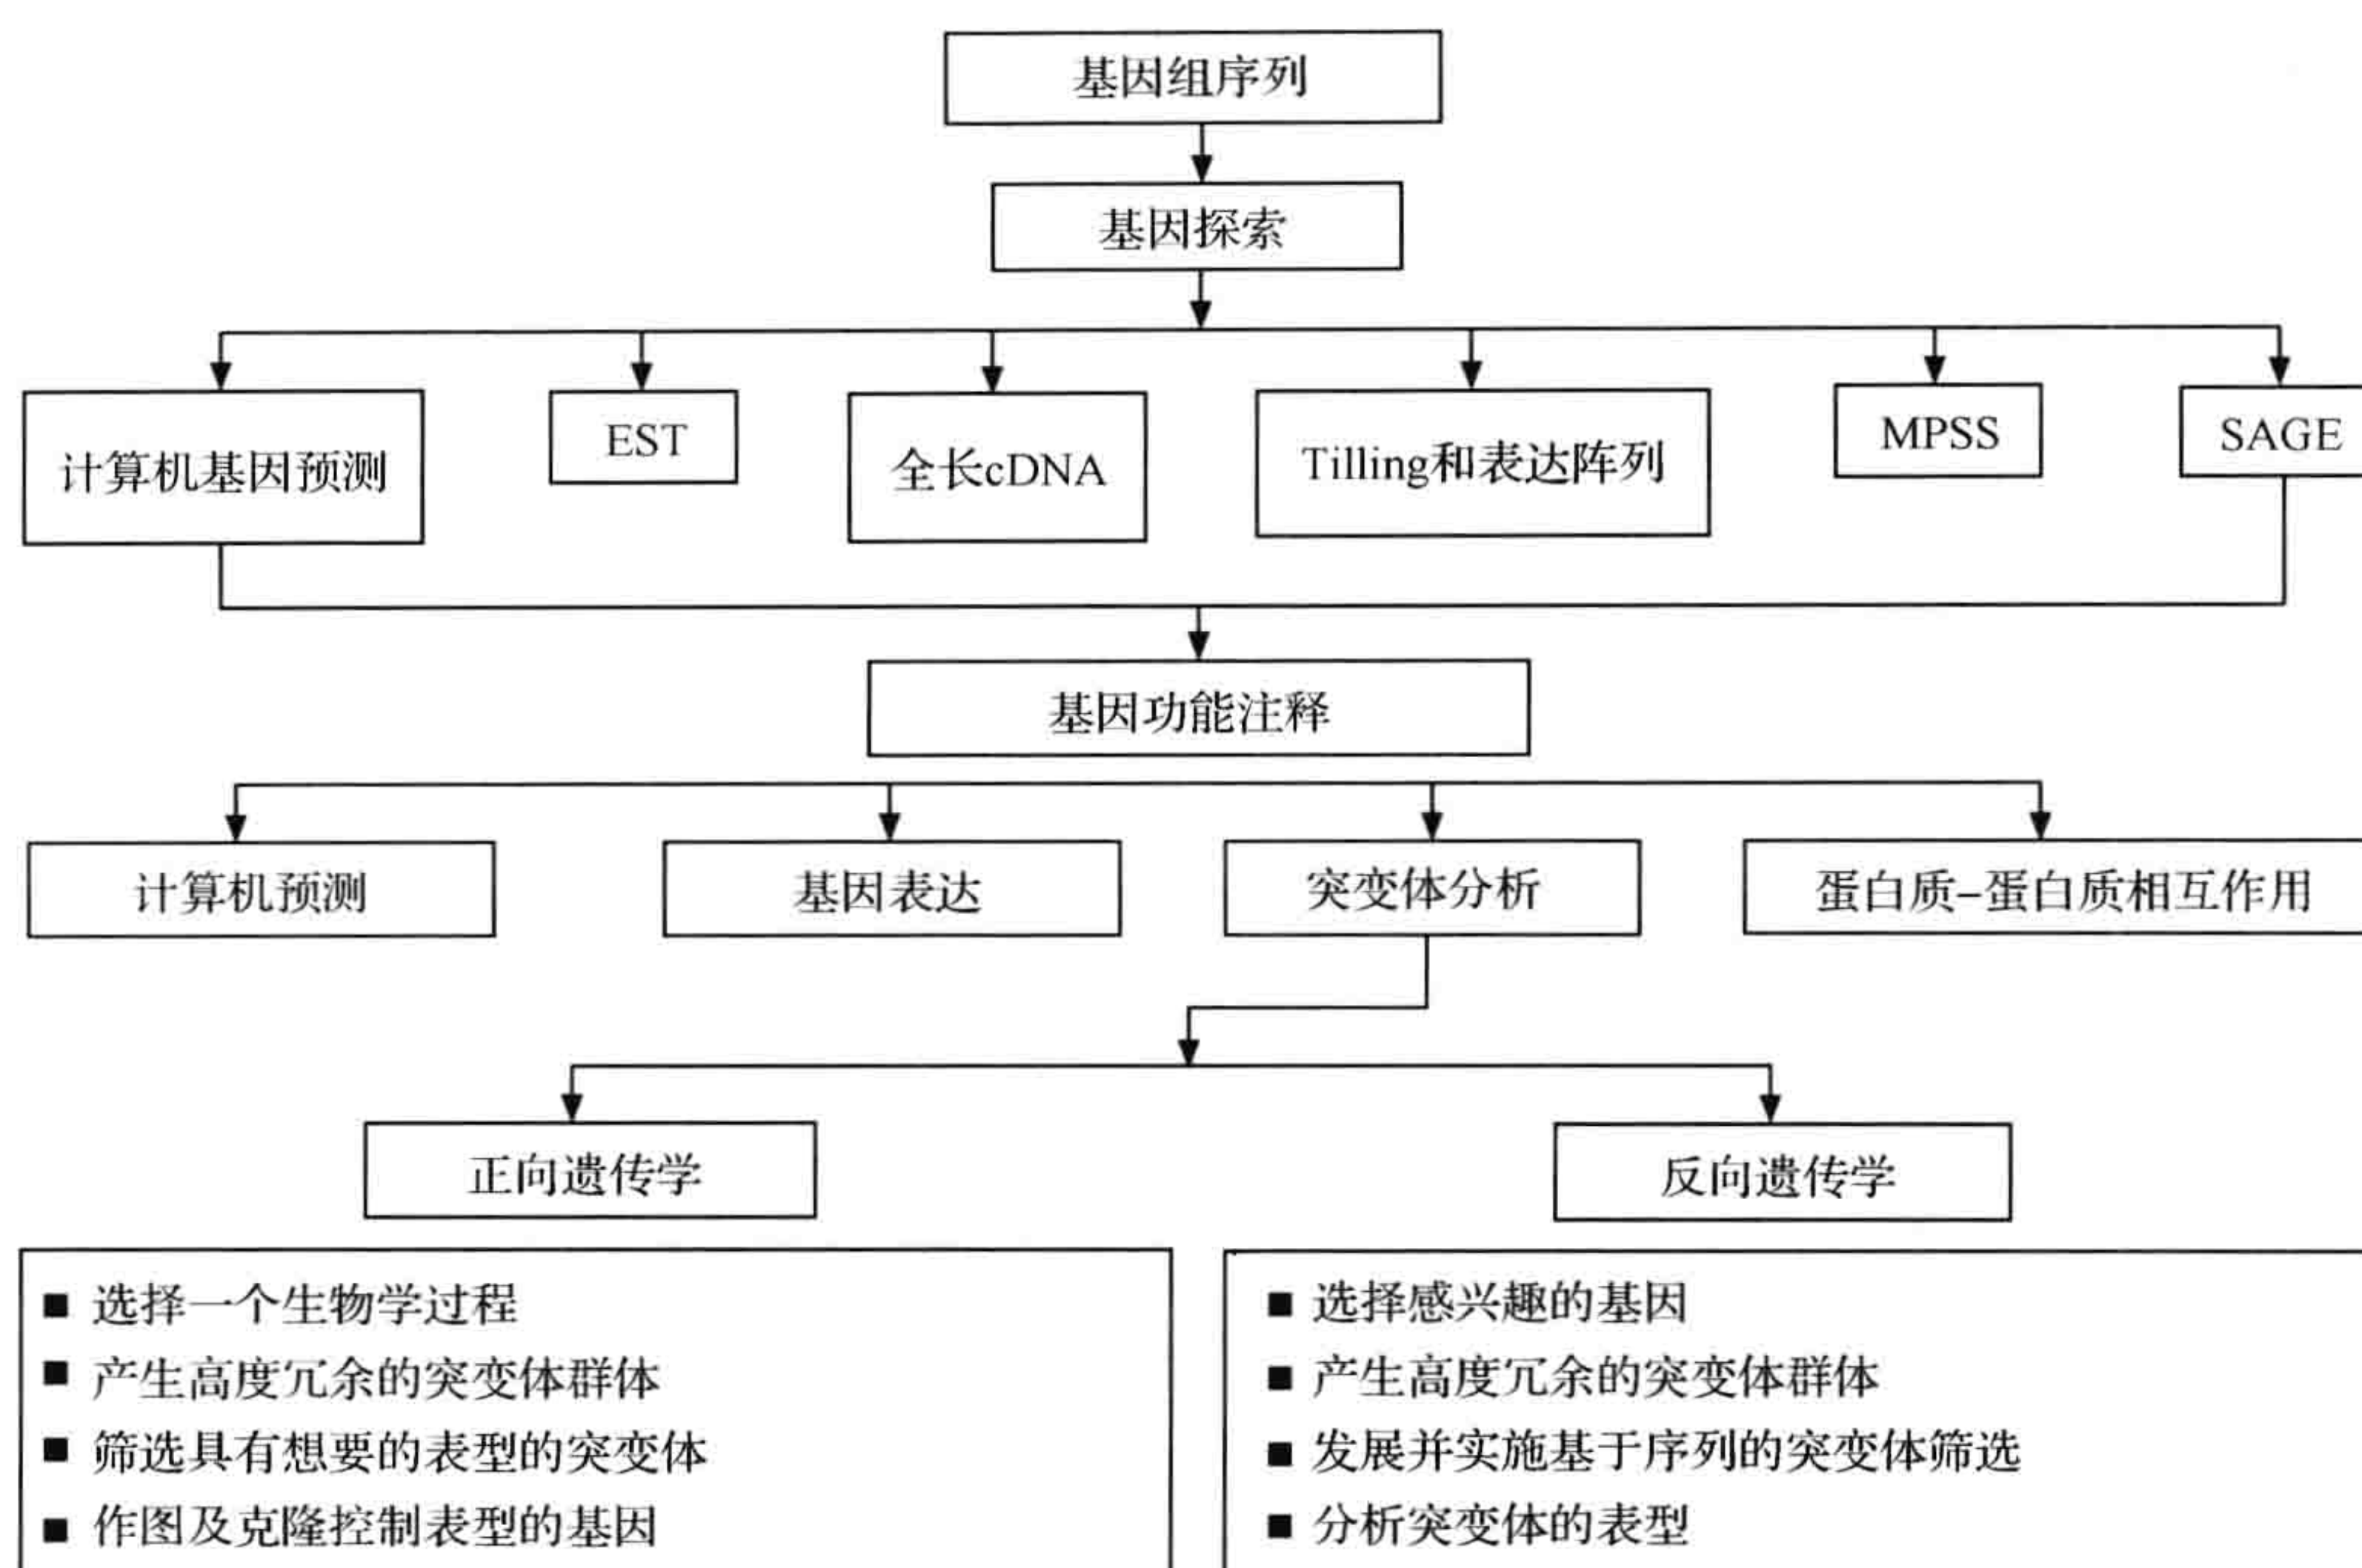 基因组序列
基因探索
计算机基因预测
EST
全长cDNA
Tilling和表达阵列
MPSS
SAGE
基因功能注释
计算机预测
基因表达
突变体分析
蛋白质-蛋白质相互作用
正向遗传学
反向遗传学
■ 选择一个生物学过程
■ 产生高度冗余的突变体群体
■ 筛选具有想要的表型的突变体
■ 作图及克隆控制表型的基因
■ 选择感兴趣的基因
■ 产生高度冗余的突变体群体
■ 发展并实施基于序列的突变体筛选
■ 分析突变体的表型